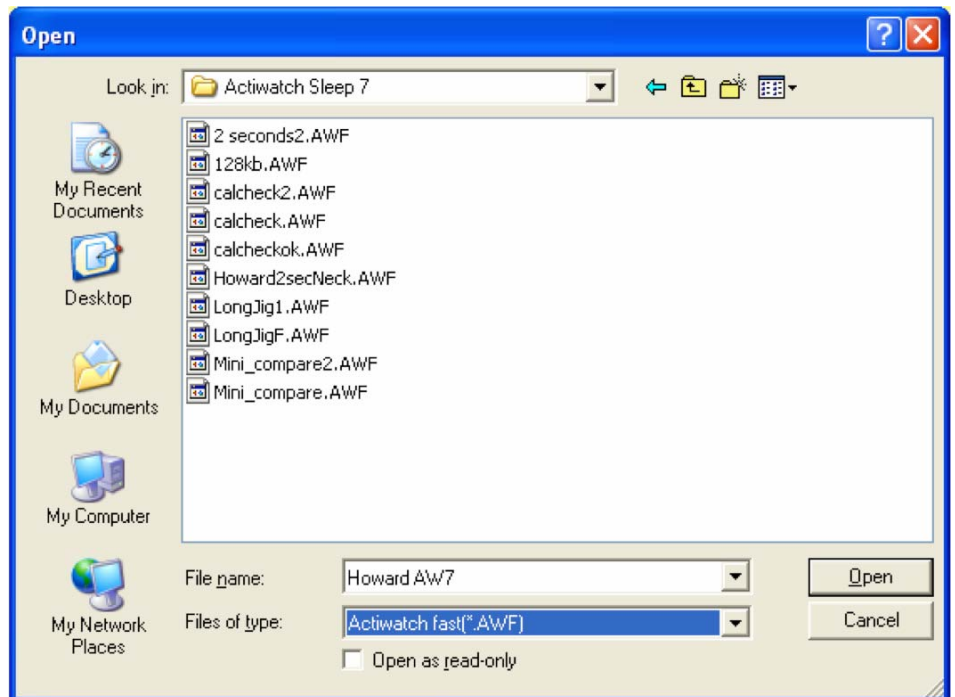 Open
Look in: Actiwatch Sleep 7
My Recent
Documents
Desktop
My Documents
My Computer
My Network
Places
2 seconds2.AWF
128kb.AWF
calcheck2.AWF
calcheck.AWF
calcheckok.AWF
Howard2secNeck.AWF
LongJig1.AWF
LongJigF.AWF
Mini_compare2.AWF
Mini_compare.AWF
File name: Howard AW7 Open
Files of type: Actiwatch fast(*.AWF) Cancel
Open as read-only